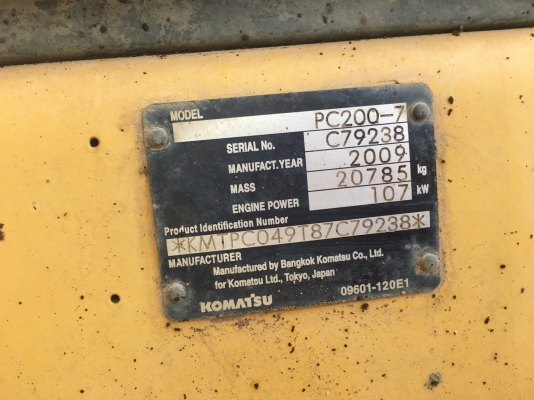 MODEL PC200-7
SERIAL No. C79238
MANUFACT.YEAR 2009
MASS 20785 kg
ENGINE POWER 107 kW
Product Identification Number
*KMTPC049T87C79238*
MANUFACTURER
Manufactured by Bangkok Komatsu Co., Ltd.
for Komatsu Ltd., Tokyo, Japan
KOMATSU 09601-120E1